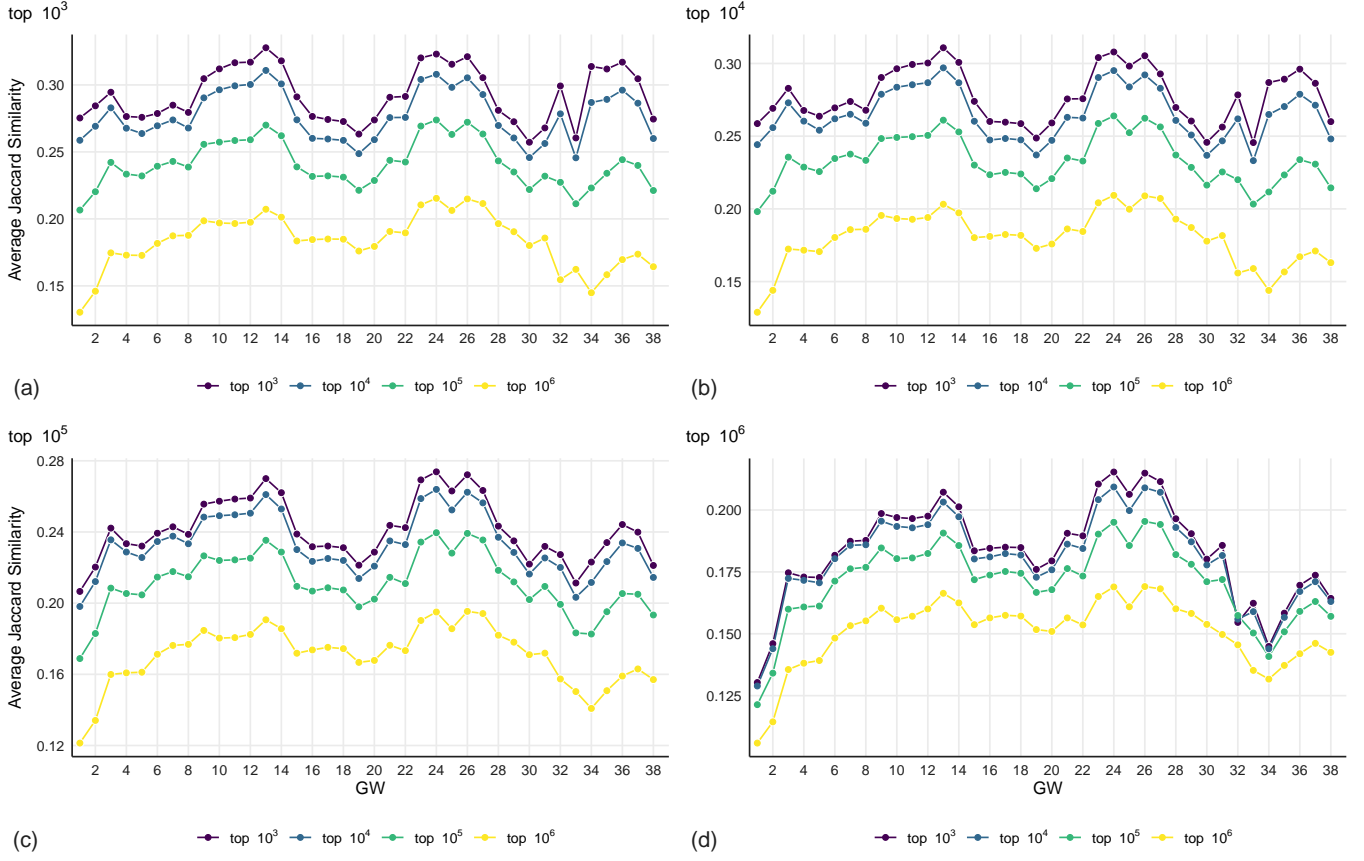 top 10³
Average Jaccard Similarity
0.30
0.25
0.20
0.15
2 4 6 8 10 12 14 16 18 20 22 24 26 28 30 32 34 36 38
(a)
top 10³ top 10⁴ top 10⁵ top 10⁶
top 10⁴
0.30
0.25
0.20
0.15
2 4 6 8 10 12 14 16 18 20 22 24 26 28 30 32 34 36 38
(b)
top 10³ top 10⁴ top 10⁵ top 10⁶
top 10⁵
Average Jaccard Similarity
0.28
0.24
0.20
0.16
0.12
2 4 6 8 10 12 14 16 18 20 22 24 26 28 30 32 34 36 38
GW
(c)
top 10³ top 10⁴ top 10⁵ top 10⁶
top 10⁶
0.200
0.175
0.150
0.125
2 4 6 8 10 12 14 16 18 20 22 24 26 28 30 32 34 36 38
GW
(d)
top 10³ top 10⁴ top 10⁵ top 10⁶